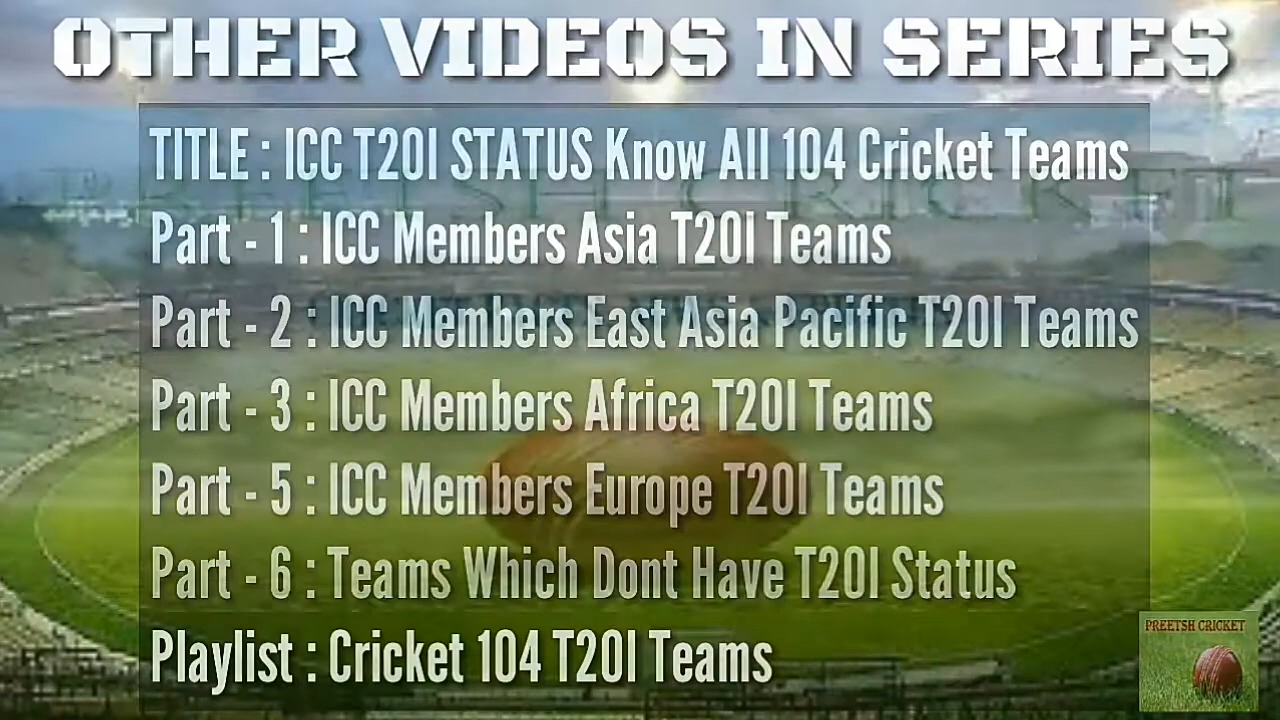 OTHER VIDEOS IN SERIES
TITLE : ICC T20I STATUS Know All 104 Cricket Teams
Part - 1 : ICC Members Asia T20I Teams
Part - 2 : ICC Members East Asia Pacific T20I Teams
Part - 3 : ICC Members Africa T20I Teams
Part - 5 : ICC Members Europe T20I Teams
Part - 6 : Teams Which Dont Have T20I Status
Playlist : Cricket 104 T20I Teams
PREETSH CRICKET